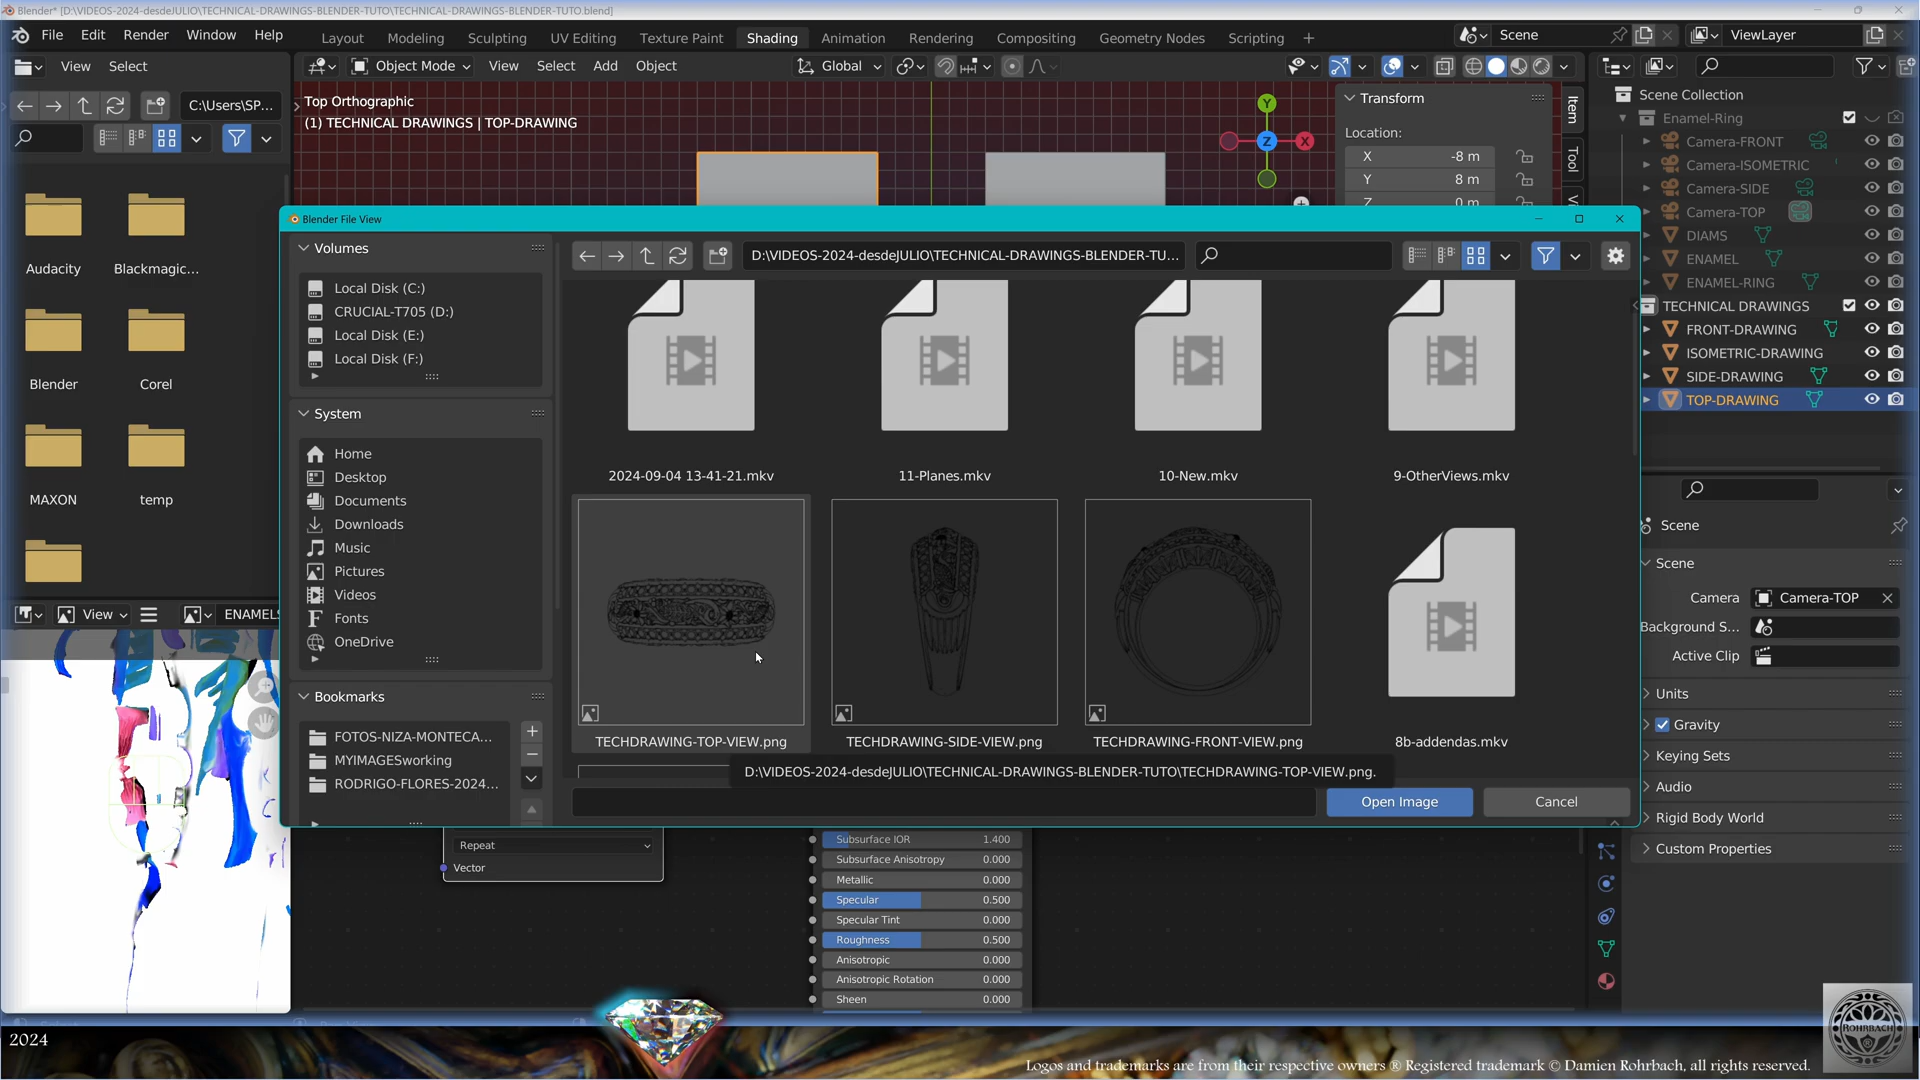 Blender* [D:\VIDEOS-2024-desdeJULIO\TECHNICAL-DRAWINGS-BLENDER-TUTO\TECHNICAL-DRAWINGS-BLENDER-TUTO.blend]
File Edit Render Window Help
Layout Modeling Sculpting UV Editing Texture Paint Shading Animation Rendering Compositing Geometry Nodes Scripting +
Scene
ViewLayer
View Select
Object Mode View Select Add Object
Global
C:\Users\SP...
Top Orthographic
(1) TECHNICAL DRAWINGS | TOP-DRAWING
Y
Z
X
Transform
Location:
X -8 m
Y 8 m
Z 0 m
Item
Tool
Scene Collection
Enamel-Ring
Camera-FRONT
Camera-ISOMETRIC
Camera-SIDE
Camera-TOP
DIAMS
ENAMEL
ENAMEL-RING
TECHNICAL DRAWINGS
FRONT-DRAWING
ISOMETRIC-DRAWING
SIDE-DRAWING
TOP-DRAWING
Audacity
Blackmagic...
Blender
Corel
MAXON
temp
View
ENAMELS
Blender File View
Volumes
Local Disk (C:)
CRUCIAL-T705 (D:)
Local Disk (E:)
Local Disk (F:)
System
Home
Desktop
Documents
Downloads
Music
Pictures
Videos
Fonts
OneDrive
Bookmarks
FOTOS-NIZA-MONTECA...
MYIMAGESworking
RODRIGO-FLORES-2024...
D:\VIDEOS-2024-desdeJULIO\TECHNICAL-DRAWINGS-BLENDER-TU...
2024-09-04 13-41-21.mkv
11-Planes.mkv
10-New.mkv
9-OtherViews.mkv
TECHDRAWING-TOP-VIEW.png
TECHDRAWING-SIDE-VIEW.png
TECHDRAWING-FRONT-VIEW.png
8b-addendas.mkv
D:\VIDEOS-2024-desdeJULIO\TECHNICAL-DRAWINGS-BLENDER-TUTO\TECHDRAWING-TOP-VIEW.png.
Open Image
Cancel
Scene
Scene
Camera Camera-TOP
Background S...
Active Clip
Units
Gravity
Keying Sets
Audio
Rigid Body World
Custom Properties
Repeat
Vector
Subsurface IOR 1.400
Subsurface Anisotropy 0.000
Metallic 0.000
Specular 0.500
Specular Tint 0.000
Roughness 0.500
Anisotropic 0.000
Anisotropic Rotation 0.000
Sheen 0.000
2024
ROHRBACH
®
Logos and trademarks are from their respective owners ® Registered trademark © Damien Rohrbach, all rights reserved.